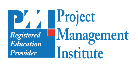 PMI
Registered
Education
Provider
Project
Management
Institute